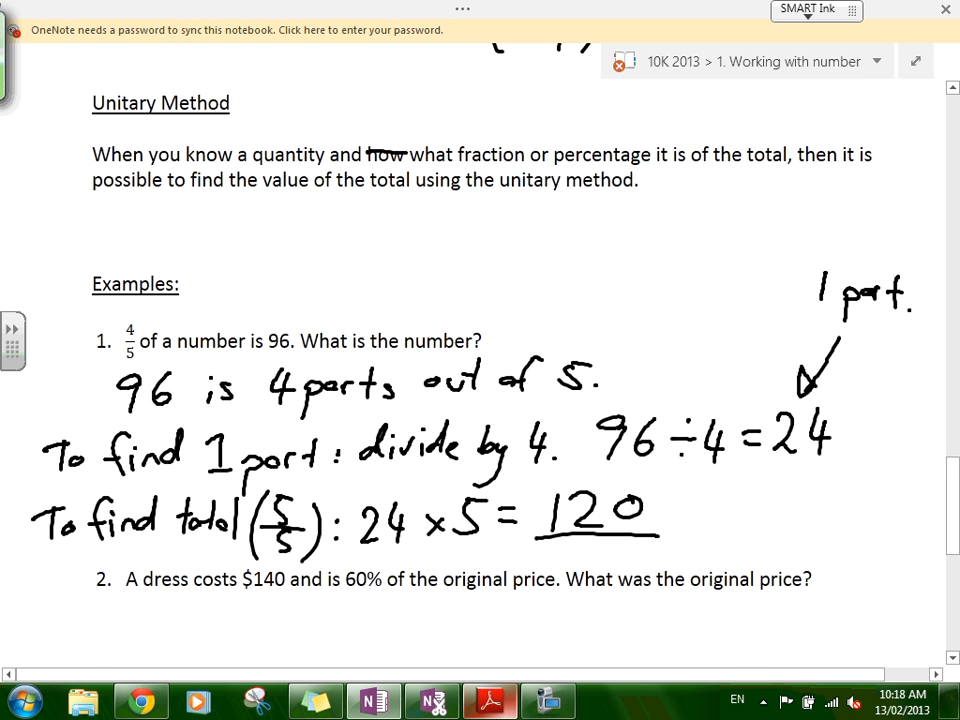 SMART Ink
OneNote needs a password to sync this notebook. Click here to enter your password.
10K 2013 > 1. Working with number
Unitary Method
When you know a quantity and how what fraction or percentage it is of the total, then it is
possible to find the value of the total using the unitary method.
Examples:
1 part.
1. 4/5 of a number is 96. What is the number?
96 is 4 parts out of 5.
To find 1 part: divide by 4. 96 ÷ 4 = 24
To find total (5/5): 24 × 5 = 120
2. A dress costs $140 and is 60% of the original price. What was the original price?
EN
10:18 AM
13/02/2013